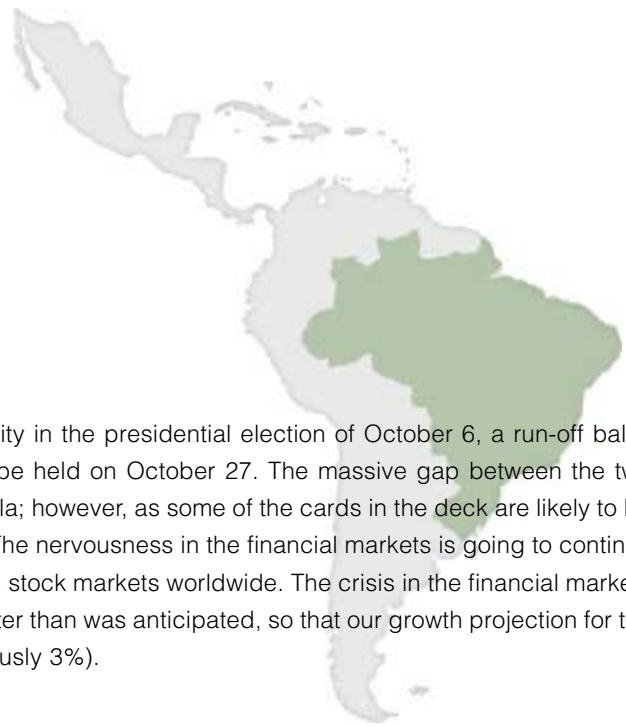 ity in the presidential election of October 6, a run-off bal
be held on October 27. The massive gap between the tw
la; however, as some of the cards in the deck are likely to b
The nervousness in the financial markets is going to contin
stock markets worldwide. The crisis in the financial marke
ter than was anticipated, so that our growth projection for t
usly 3%).